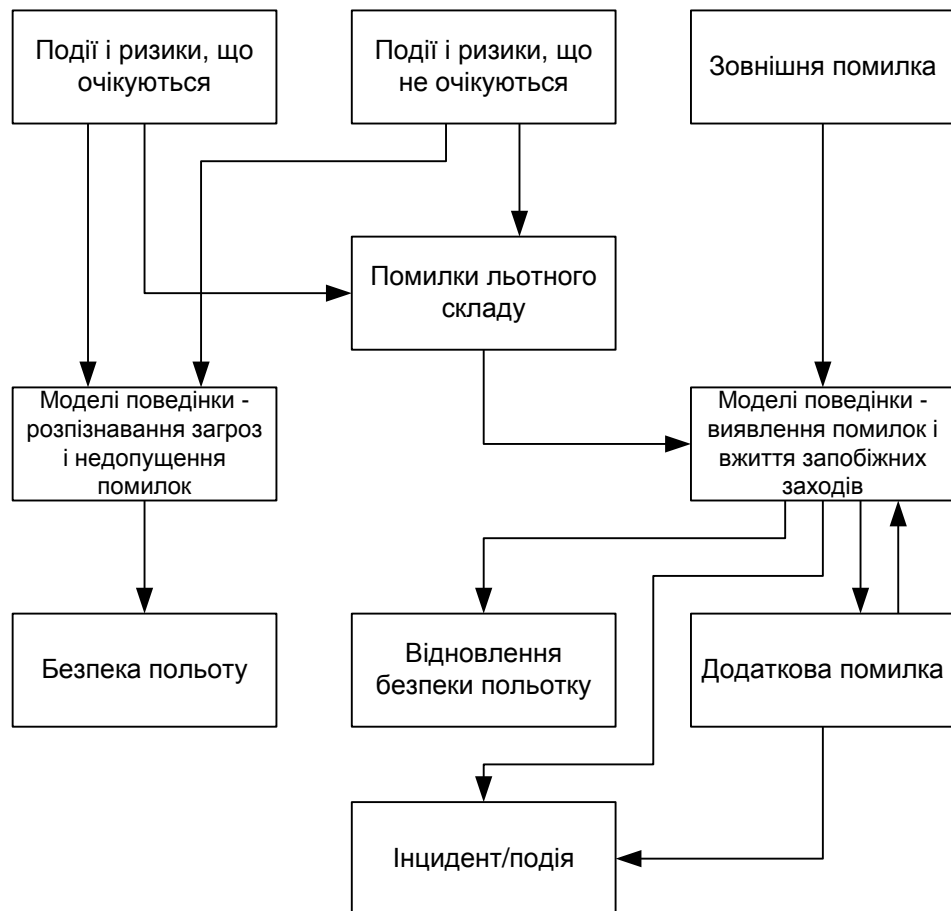 Події і ризики, що
очікуються
Події і ризики, що
не очікуються
Зовнішня помилка
Помилки льотного
складу
Моделі поведінки -
розпізнавання загроз
і недопущення
помилок
Моделі поведінки -
виявлення помилок і
вжиття запобіжних
заходів
Безпека польоту
Відновлення
безпеки польотку
Додаткова помилка
Інцидент/подія